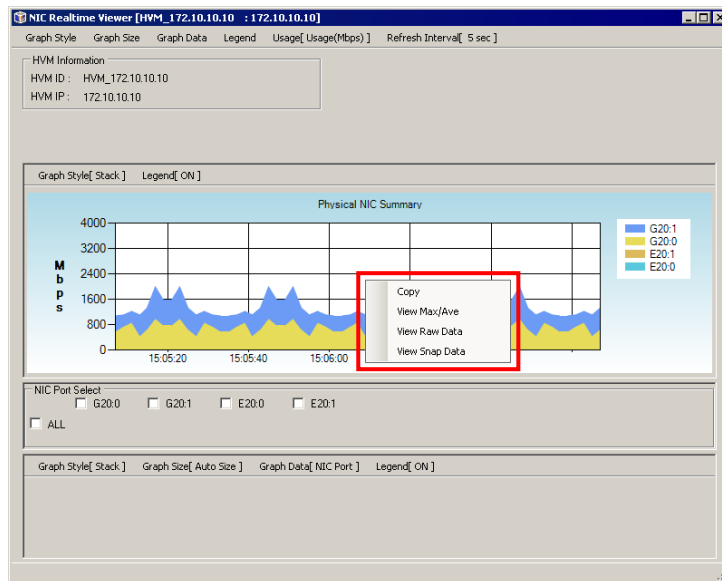 NIC Realtime Viewer [HVM_172.10.10.10 : 172.10.10.10]
Graph Style Graph Size Graph Data Legend Usage[ Usage(Mbps) ] Refresh Interval[ 5 sec ]
HVM Information
HVM ID : HVM_172.10.10.10
HVM IP : 172.10.10.10
Graph Style[ Stack ] Legend[ ON ]
Physical NIC Summary
4000
3200
2400
1600
800
0
Mbps
15:05:20 15:05:40 15:06:00
G20:1
G20:0
E20:1
E20:0
Copy
View Max/Ave
View Raw Data
View Snap Data
NIC Port Select
G20:0 G20:1 E20:0 E20:1
ALL
Graph Style[ Stack ] Graph Size[ Auto Size ] Graph Data[ NIC Port ] Legend[ ON ]